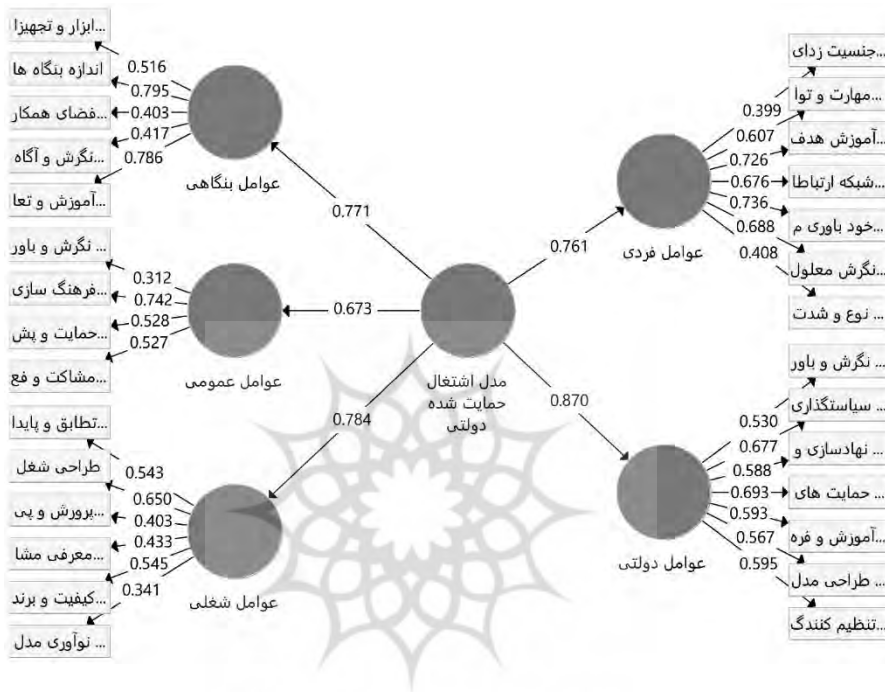 جنسیت زدای...
مهارت و توا...
آموزش هدف...
شبکه ارتباطا...
خود باوری م...
نگرش معلول...
نوع و شدت ...
0.399
0.607
0.726
0.676
0.736
0.688
0.408
عوامل فردی
0.761
نگرش و باور ...
سیاستگذاری ...
نهادسازی و ...
حمایت های ...
آموزش و فره...
طراحی مدل ...
تنظیم کنندگ...
0.530
0.677
0.588
0.693
0.593
0.567
0.595
عوامل دولتی
0.870
مدل اشتغال
حمایت شده
دولتی
0.771
0.673
0.784
ابزار و تجهیزا...
اندازه بنگاه ها
فضای همکار...
نگرش و آگاه...
آموزش و تعا...
0.516
0.795
0.403
0.417
0.786
عوامل بنگاهی
نگرش و باور ...
فرهنگ سازی...
حمایت و پش...
مشاکت و فع...
0.312
0.742
0.528
0.527
عوامل عمومی
تطابق و پایدا...
طراحی شغل
پرورش و پی...
معرفی مشا...
کیفیت و برند...
نوآوری مدل ...
0.543
0.650
0.403
0.433
0.545
0.341
عوامل شغلی